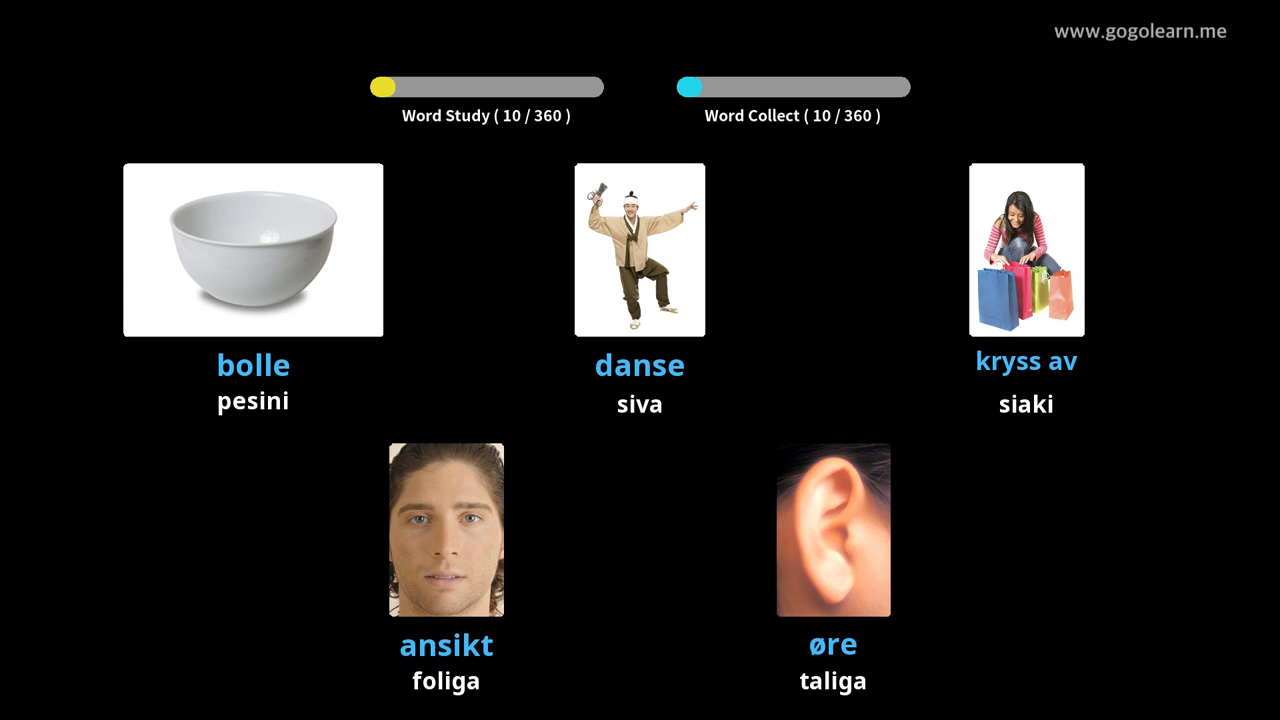 www.gogolearn.me
Word Study ( 10 / 360 )
Word Collect ( 10 / 360 )
bolle
pesini
danse
siva
kryss av
siaki
ansikt
foliga
øre
taliga